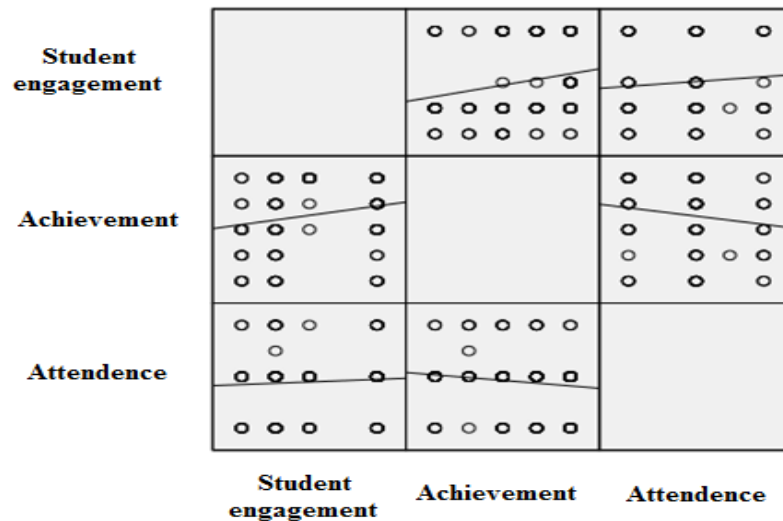 Student
engagement
Achievement
Attendence
Student
engagement
Achievement
Attendence